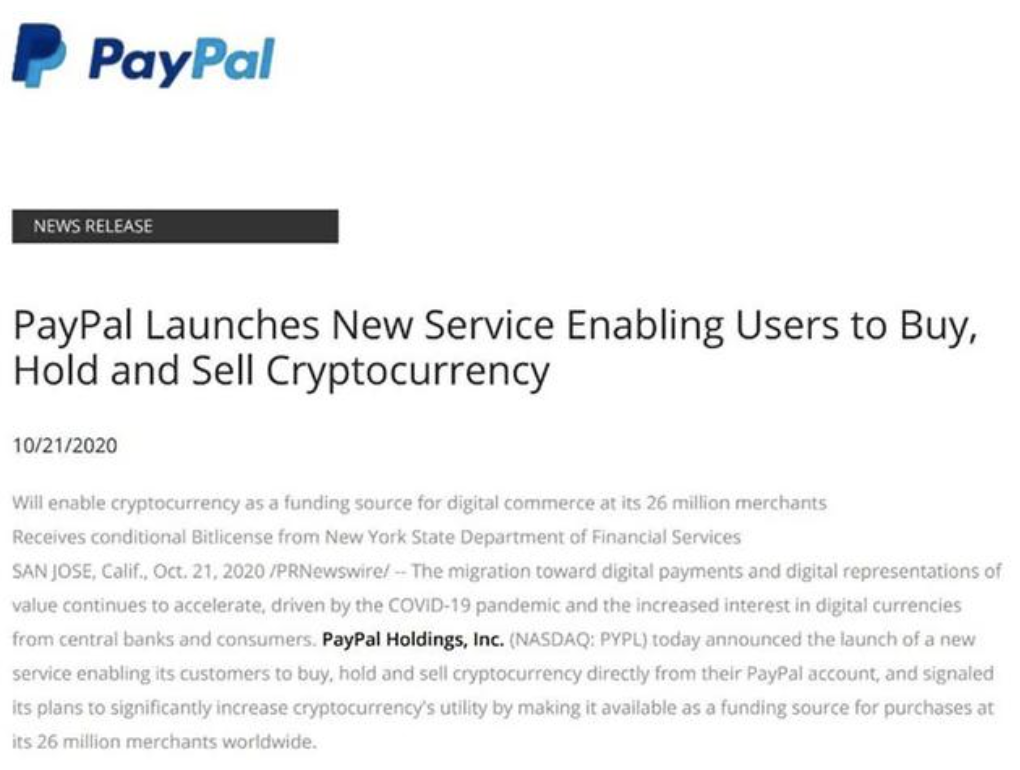 PayPal
NEWS RELEASE
PayPal Launches New Service Enabling Users to Buy,
Hold and Sell Cryptocurrency
10/21/2020
Will enable cryptocurrency as a funding source for digital commerce at its 26 million merchants
Receives conditional Bitlicense from New York State Department of Financial Services
SAN JOSE, Calif., Oct. 21, 2020 /PRNewswire/ -- The migration toward digital payments and digital representations of
value continues to accelerate, driven by the COVID-19 pandemic and the increased interest in digital currencies
from central banks and consumers. PayPal Holdings, Inc. (NASDAQ: PYPL) today announced the launch of a new
service enabling its customers to buy, hold and sell cryptocurrency directly from their PayPal account, and signaled
its plans to significantly increase cryptocurrency's utility by making it available as a funding source for purchases at
its 26 million merchants worldwide.